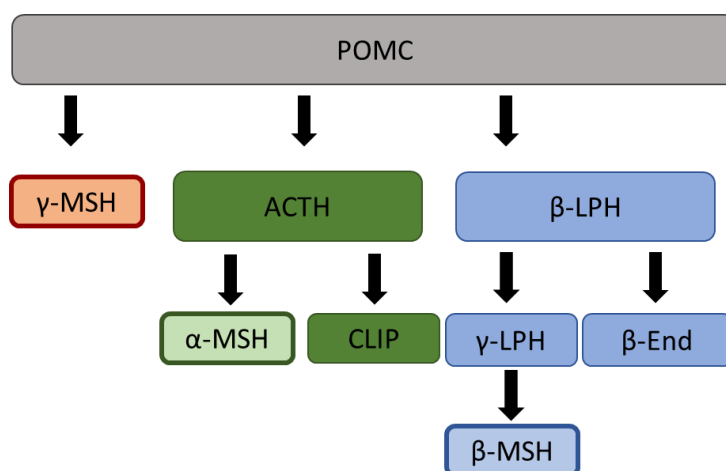 POMC
γ-MSH
ACTH
β-LPH
α-MSH
CLIP
γ-LPH
β-End
β-MSH